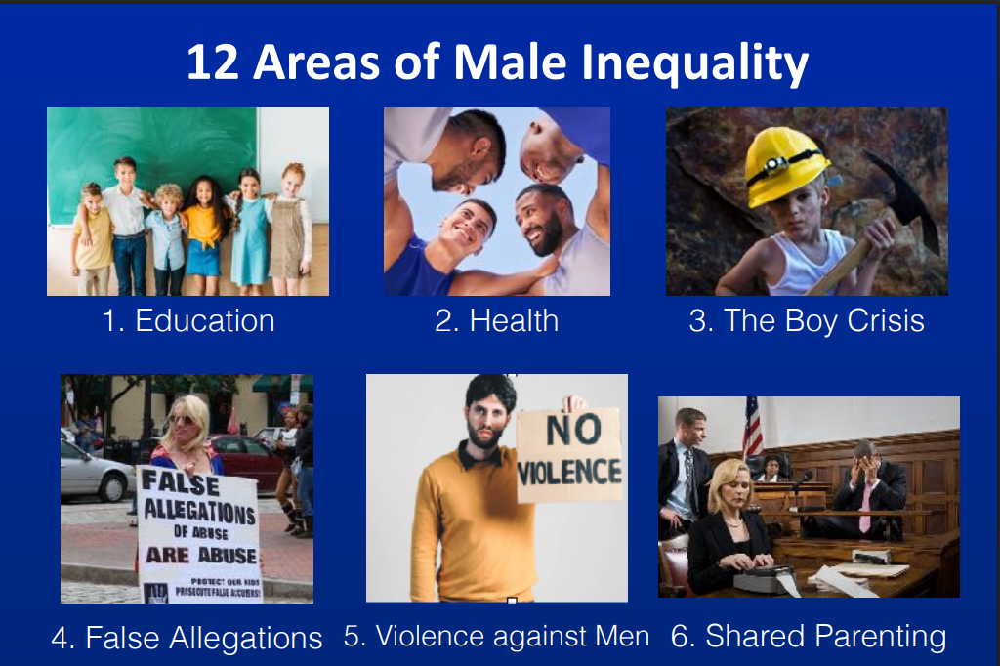 12 Areas of Male Inequality
1. Education
2. Health
3. The Boy Crisis
FALSE
ALLEGATIONS
OF ABUSE
ARE ABUSE
PROTECT OUR KIDS
PROSECUTE FALSE ACCUSERS!
NO
VIOLENCE
4. False Allegations
5. Violence against Men
6. Shared Parenting